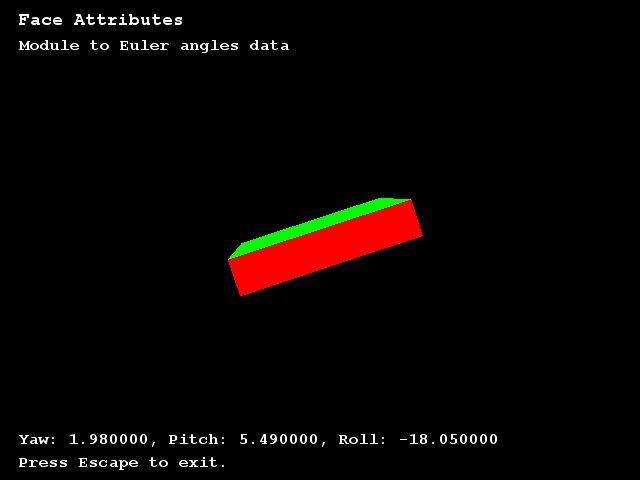 Face Attributes
Module to Euler angles data
Yaw: 1.980000, Pitch: 5.490000, Roll: -18.050000
Press Escape to exit.